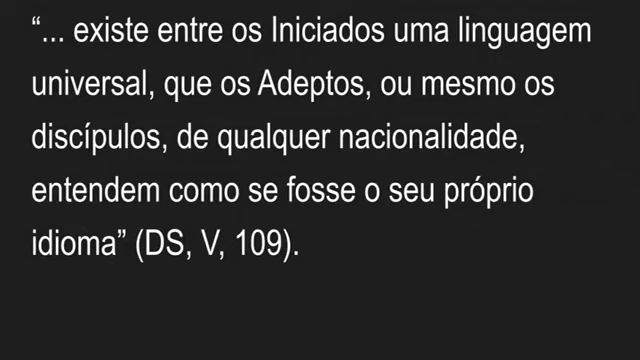 “... existe entre os Iniciados uma linguagem
universal, que os Adeptos, ou mesmo os
discípulos, de qualquer nacionalidade,
entendem como se fosse o seu próprio
idioma” (DS, V, 109).